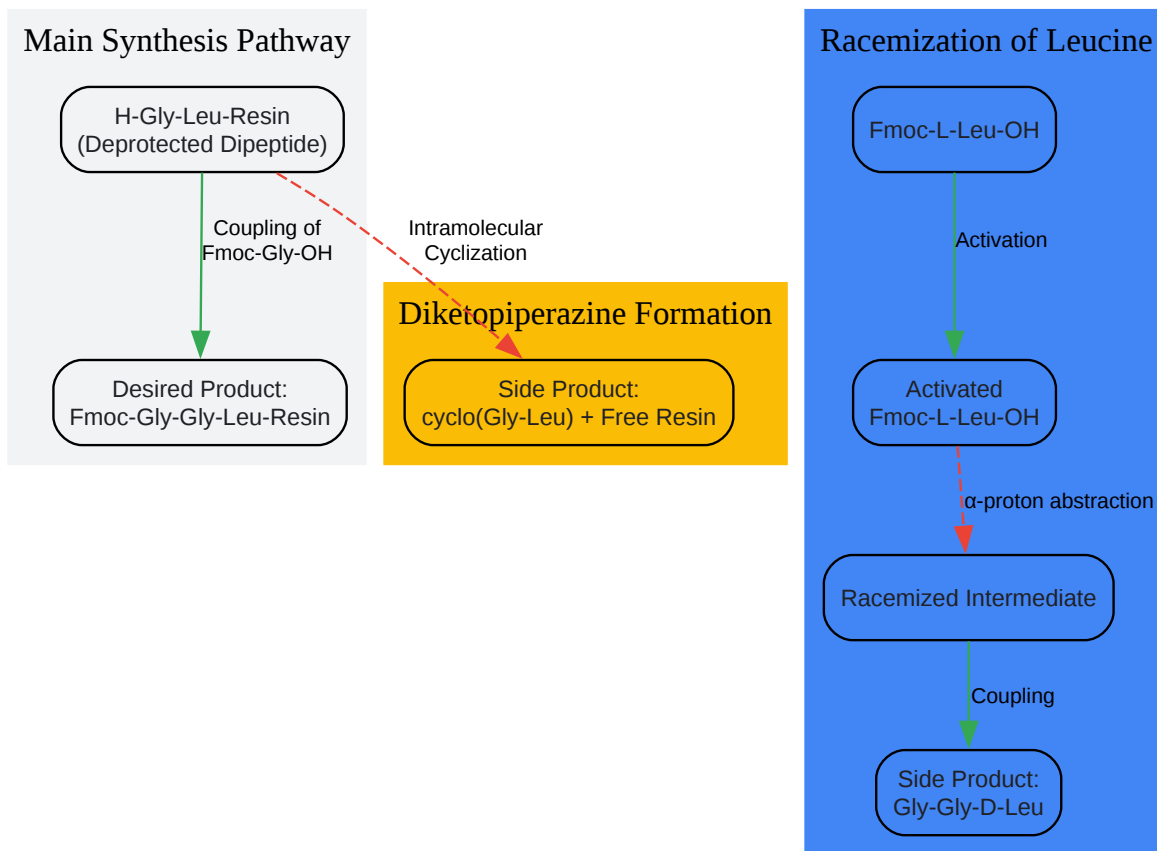 Main Synthesis Pathway
H-Gly-Leu-Resin
(Deprotected Dipeptide)
Coupling of
Fmoc-Gly-OH
Desired Product:
Fmoc-Gly-Gly-Leu-Resin
Intramolecular
Cyclization
Diketopiperazine Formation
Side Product:
cyclo(Gly-Leu) + Free Resin
Racemization of Leucine
Fmoc-L-Leu-OH
Activation
Activated
Fmoc-L-Leu-OH
α-proton abstraction
Racemized Intermediate
Coupling
Side Product:
Gly-Gly-D-Leu